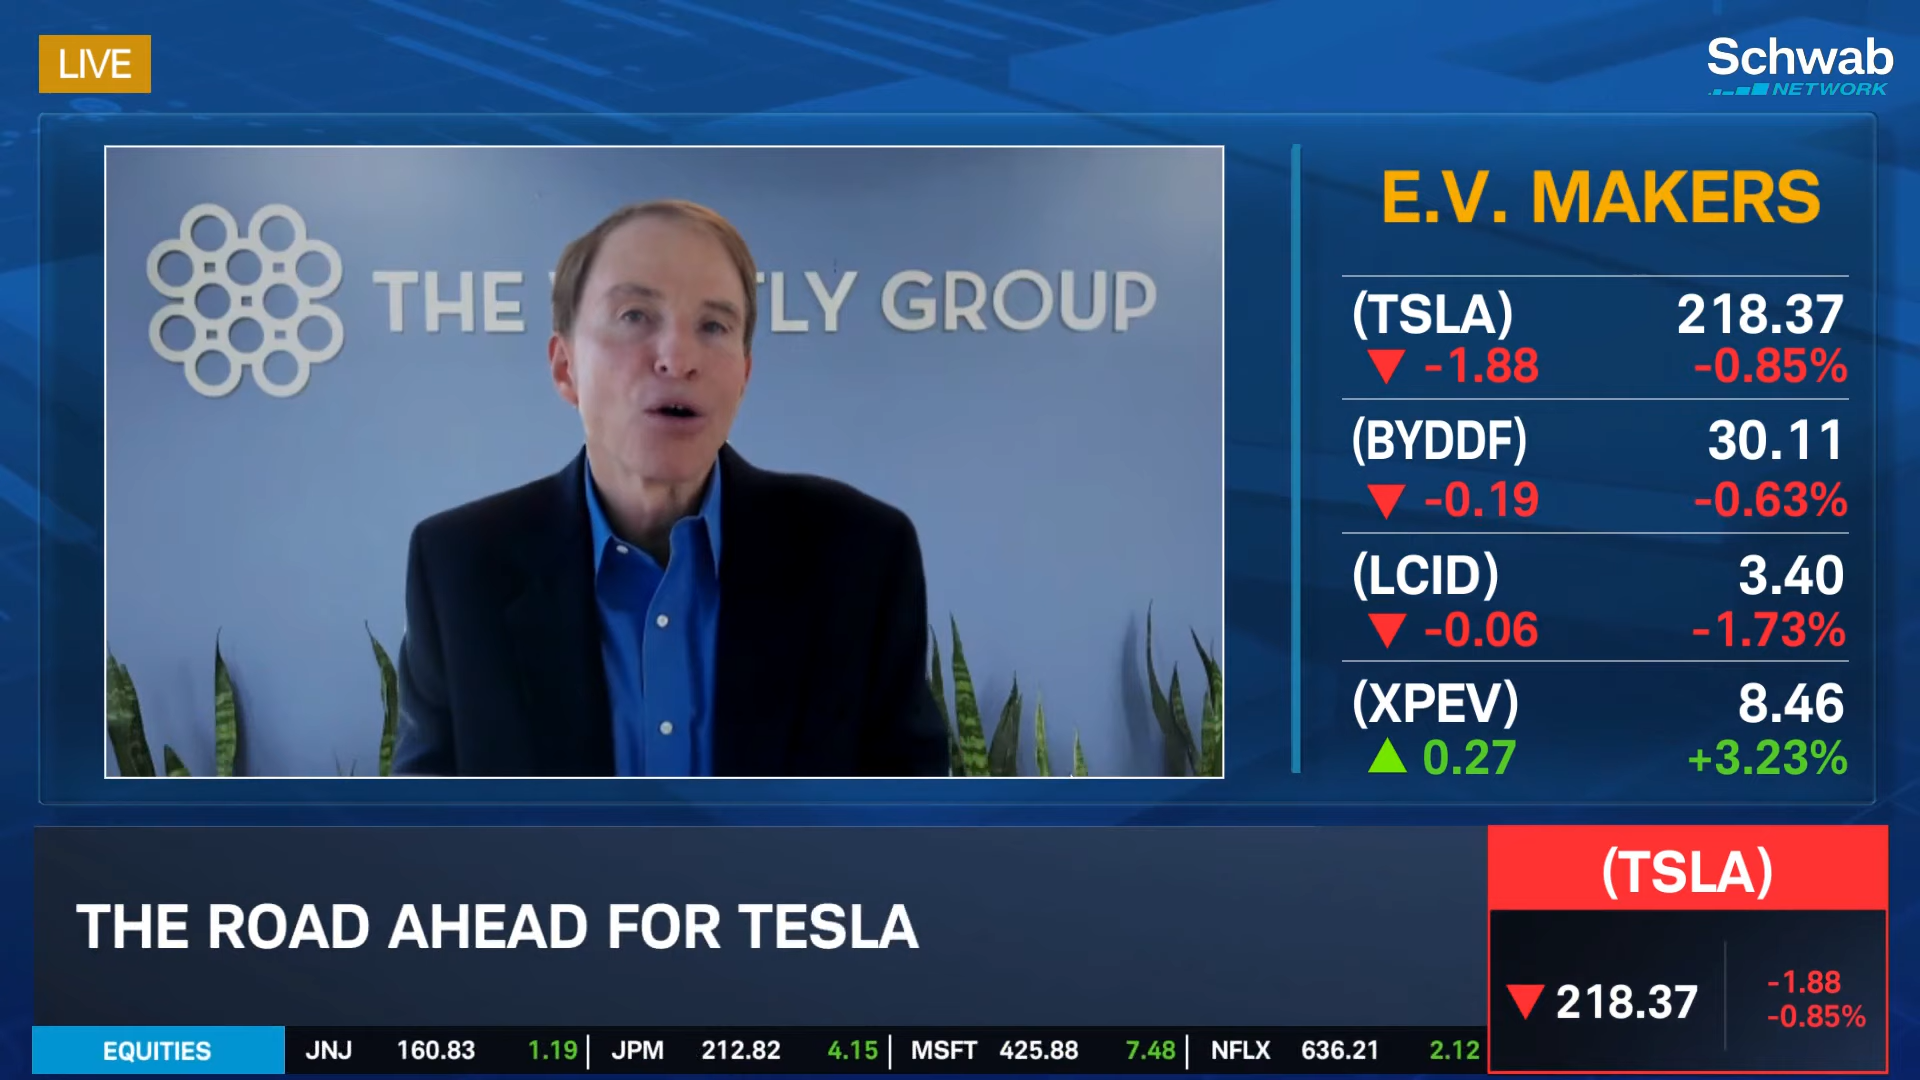 LIVE
Schwab
NETWORK
THE TLY GROUP
E.V. MAKERS
(TSLA) 218.37
▼ -1.88 -0.85%
(BYDDF) 30.11
▼ -0.19 -0.63%
(LCID) 3.40
▼ -0.06 -1.73%
(XPEV) 8.46
▲ 0.27 +3.23%
THE ROAD AHEAD FOR TESLA
(TSLA)
▼ 218.37 -1.88
-0.85%
EQUITIES JNJ 160.83 1.19 | JPM 212.82 4.15 | MSFT 425.88 7.48 | NFLX 636.21 2.12